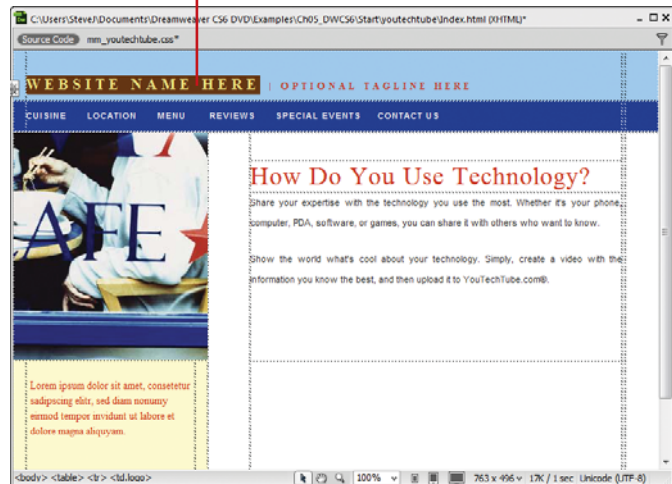 C:\Users\SteveJ\Documents\Dreamweaver CS6 DVD\Examples\Ch05_DWCS6\Start\youtechtube\index.html (XHTML)*
Source Code mm_youtechtube.css*
WEBSITE NAME HERE | OPTIONAL TAGLINE HERE
CUISINE LOCATION MENU REVIEWS SPECIAL EVENTS CONTACT US
AFE
How Do You Use Technology?
Share your expertise with the technology you use the most. Whether it's your phone,
computer, PDA, software, or games, you can share it with others who want to know.
Show the world what's cool about your technology. Simply, create a video with the
information you know the best, and then upload it to YouTechTube.com®.
Lorem ipsum dolor sit amet, consetetur
sadipscing elitr, sed diam nonumy
eirmod tempor invidunt ut labore et
dolore magna aliquyam.
<body> <table> <tr> <td.logo> 100% 763 x 496 17K / 1 sec Unicode (UTF-8)